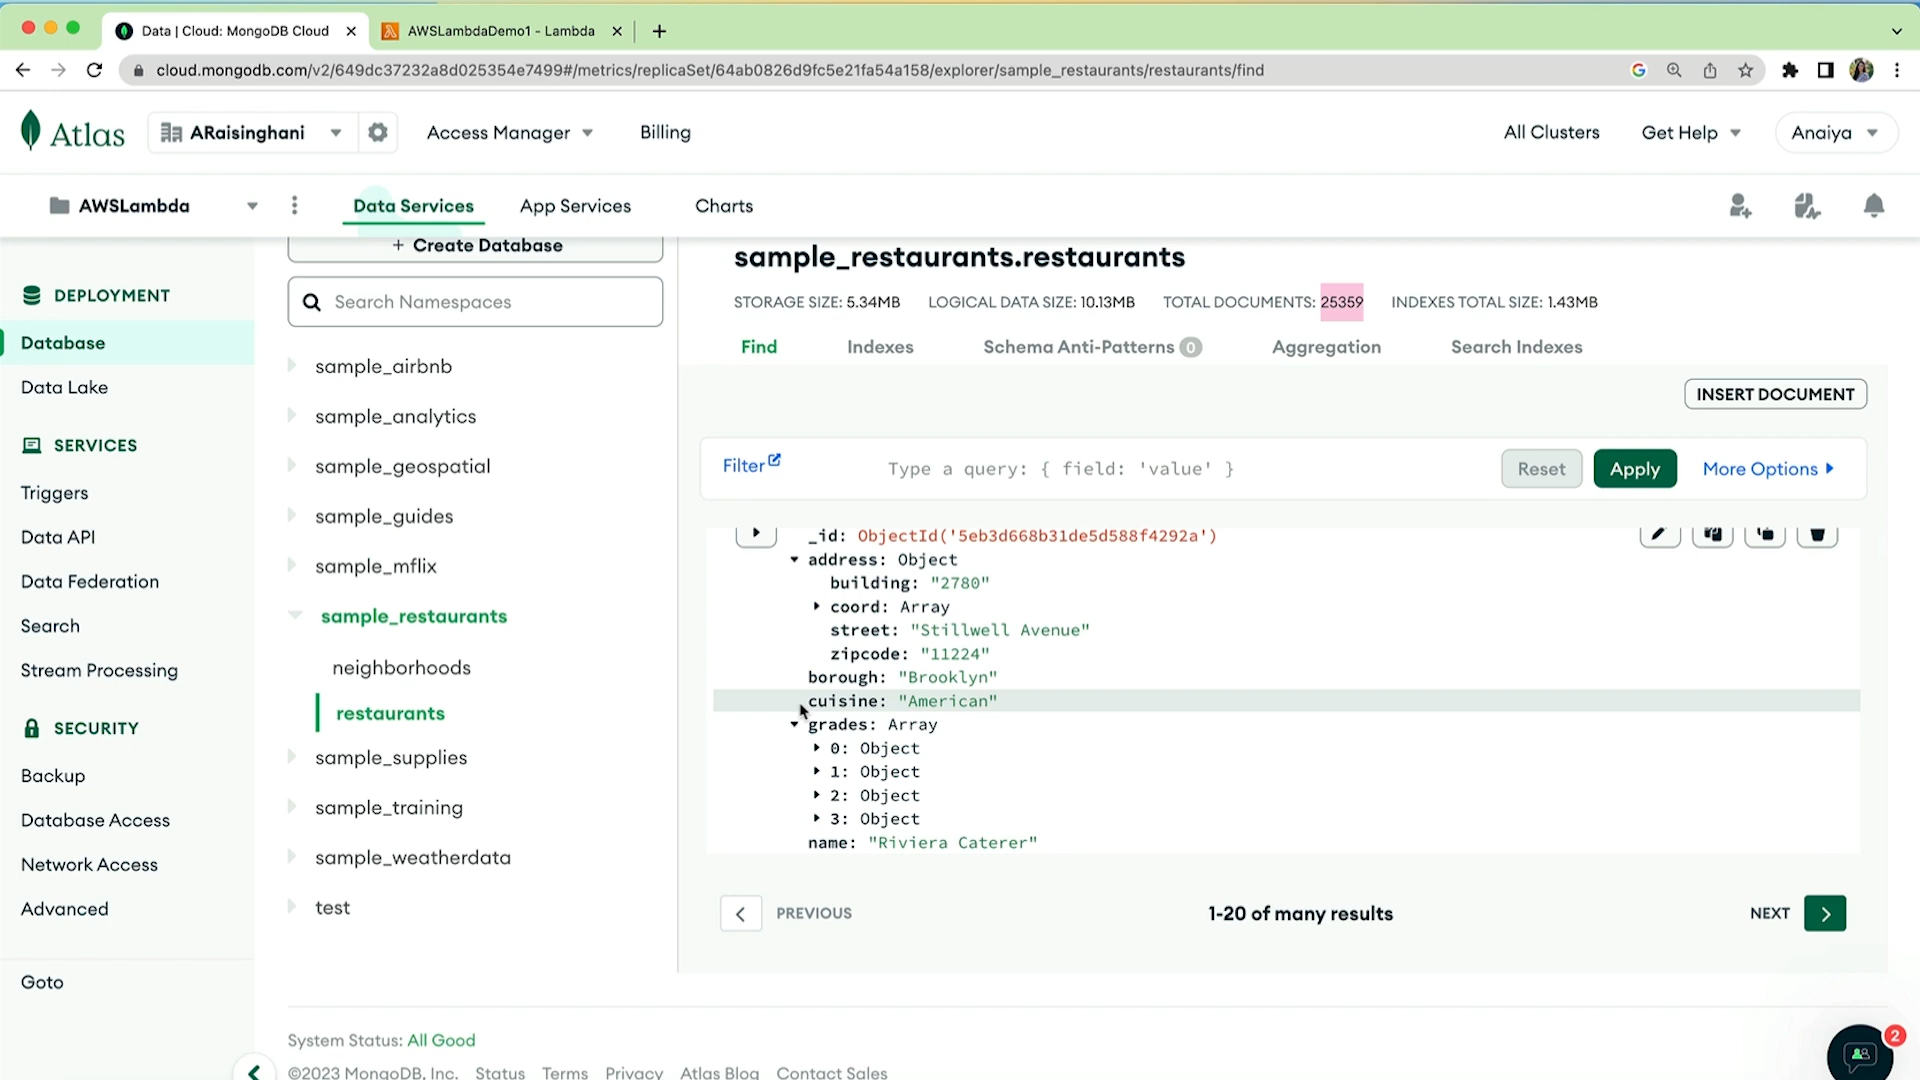 Data | Cloud: MongoDB Cloud
AWSLambdaDemo1 - Lambda
cloud.mongodb.com/v2/649dc37232a8d025354e7499#/metrics/replicaSet/64ab0826d9fc5e21fa54a158/explorer/sample_restaurants/restaurants/find
Atlas
ARaisinghani
Access Manager
Billing
All Clusters
Get Help
Anaiya
AWSLambda
Data Services
App Services
Charts
DEPLOYMENT
Database
Data Lake
SERVICES
Triggers
Data API
Data Federation
Search
Stream Processing
SECURITY
Backup
Database Access
Network Access
Advanced
Goto
+ Create Database
Search Namespaces
sample_airbnb
sample_analytics
sample_geospatial
sample_guides
sample_mflix
sample_restaurants
neighborhoods
restaurants
sample_supplies
sample_training
sample_weatherdata
test
sample_restaurants.restaurants
STORAGE SIZE: 5.34MB LOGICAL DATA SIZE: 10.13MB TOTAL DOCUMENTS: 25359 INDEXES TOTAL SIZE: 1.43MB
Find Indexes Schema Anti-Patterns 0 Aggregation Search Indexes
INSERT DOCUMENT
Filter Type a query: { field: 'value' } Reset Apply More Options
_id: ObjectId('5eb3d668b31de5d588f4292a')
address: Object
building: "2780"
coord: Array
street: "Stillwell Avenue"
zipcode: "11224"
borough: "Brooklyn"
cuisine: "American"
grades: Array
0: Object
1: Object
2: Object
3: Object
name: "Riviera Caterer"
PREVIOUS 1-20 of many results NEXT
System Status: All Good
©2023 MongoDB, Inc. Status Terms Privacy Atlas Blog Contact Sales
2